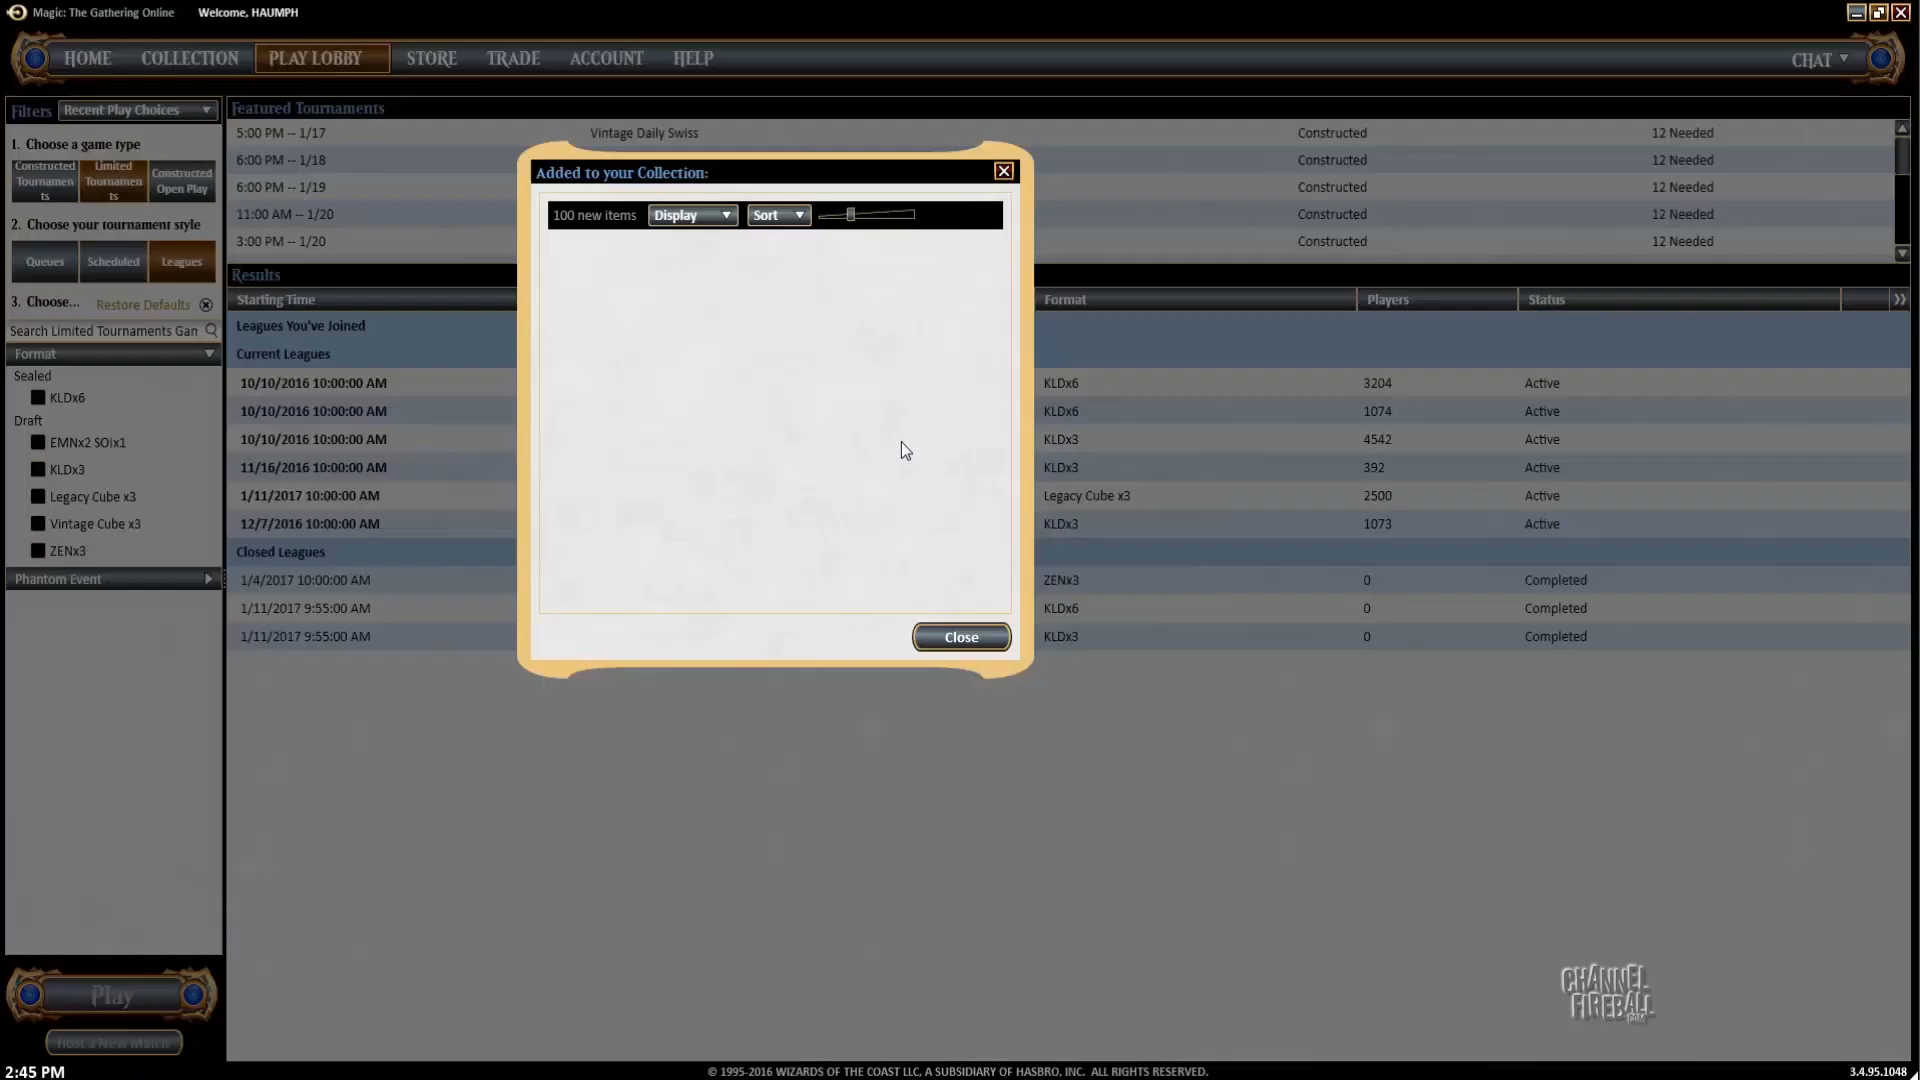 Magic: The Gathering Online Welcome, HAUMPH
HOME COLLECTION PLAY LOBBY STORE TRADE ACCOUNT HELP CHAT
Filters Recent Play Choices
1. Choose a game type
Constructed Tournamen ts
Limited Tournamen ts
Constructed Open Play
2. Choose your tournament style
Queues Scheduled Leagues
3. Choose... Restore Defaults
Search Limited Tournaments Gan
Format
Sealed
KLDx6
Draft
EMNx2 SOIx1
KLDx3
Legacy Cube x3
Vintage Cube x3
ZENx3
Phantom Event
Play
Host a New Match
2:45 PM
Featured Tournaments
5:00 PM -- 1/17 Vintage Daily Swiss Constructed 12 Needed
6:00 PM -- 1/18 Constructed 12 Needed
6:00 PM -- 1/19 Constructed 12 Needed
11:00 AM -- 1/20 Constructed 12 Needed
3:00 PM -- 1/20 Constructed 12 Needed
Results
Starting Time Format Players Status
Leagues You've Joined
Current Leagues
10/10/2016 10:00:00 AM KLDx6 3204 Active
10/10/2016 10:00:00 AM KLDx6 1074 Active
10/10/2016 10:00:00 AM KLDx3 4542 Active
11/16/2016 10:00:00 AM KLDx3 392 Active
1/11/2017 10:00:00 AM Legacy Cube x3 2500 Active
12/7/2016 10:00:00 AM KLDx3 1073 Active
Closed Leagues
1/4/2017 10:00:00 AM ZENx3 0 Completed
1/11/2017 9:55:00 AM KLDx6 0 Completed
1/11/2017 9:55:00 AM KLDx3 0 Completed
Added to your Collection:
100 new items Display Sort
Close
CHANNEL
FIREBALL
.COM
© 1995-2016 WIZARDS OF THE COAST LLC, A SUBSIDIARY OF HASBRO, INC. ALL RIGHTS RESERVED.
3.4.95.1048